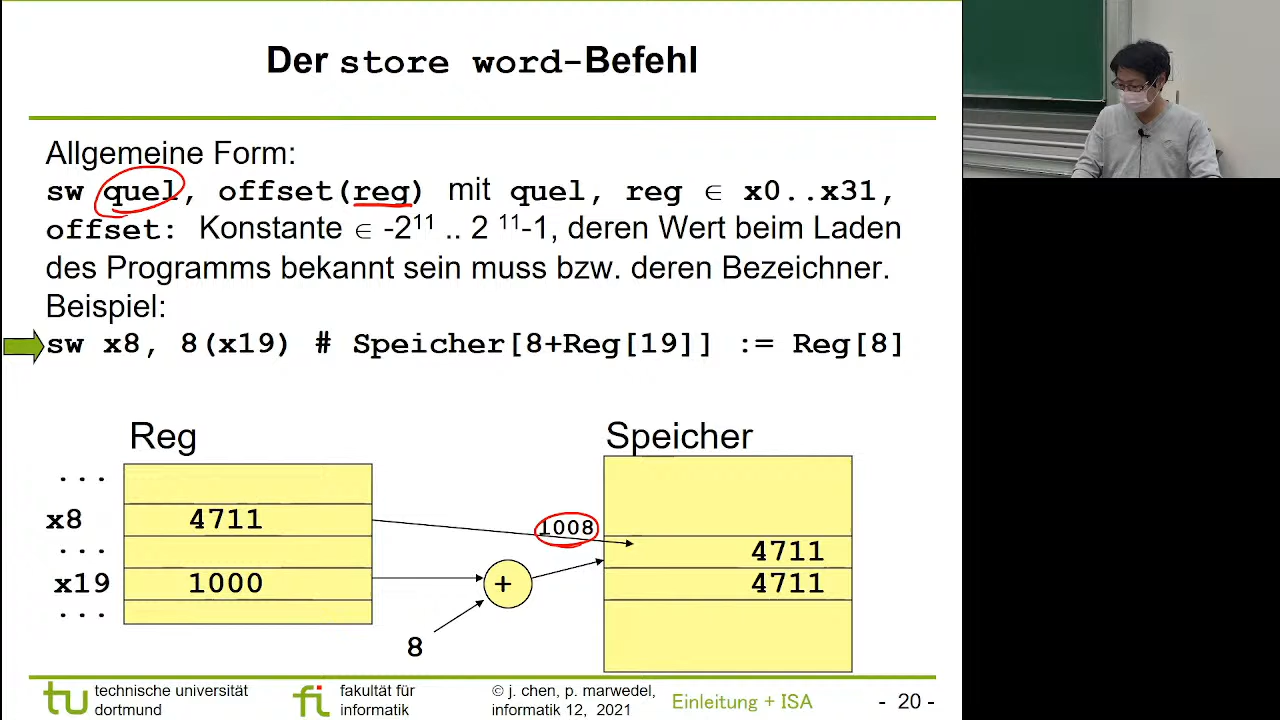 Der store word-Befehl
Allgemeine Form:
sw quel, offset(reg) mit quel, reg ∈ x0..x31,
offset: Konstante ∈ -2¹¹ .. 2 ¹¹-1, deren Wert beim Laden
des Programms bekannt sein muss bzw. deren Bezeichner.
Beispiel:
sw x8, 8(x19) # Speicher[8+Reg[19]] := Reg[8]
Reg
Speicher
...
x8 4711
1008
...
4711
x19 1000
+
4711
...
8
tu technische universität
dortmund
fi fakultät für
informatik
© j. chen, p. marwedel,
informatik 12, 2021
Einleitung + ISA
- 20 -